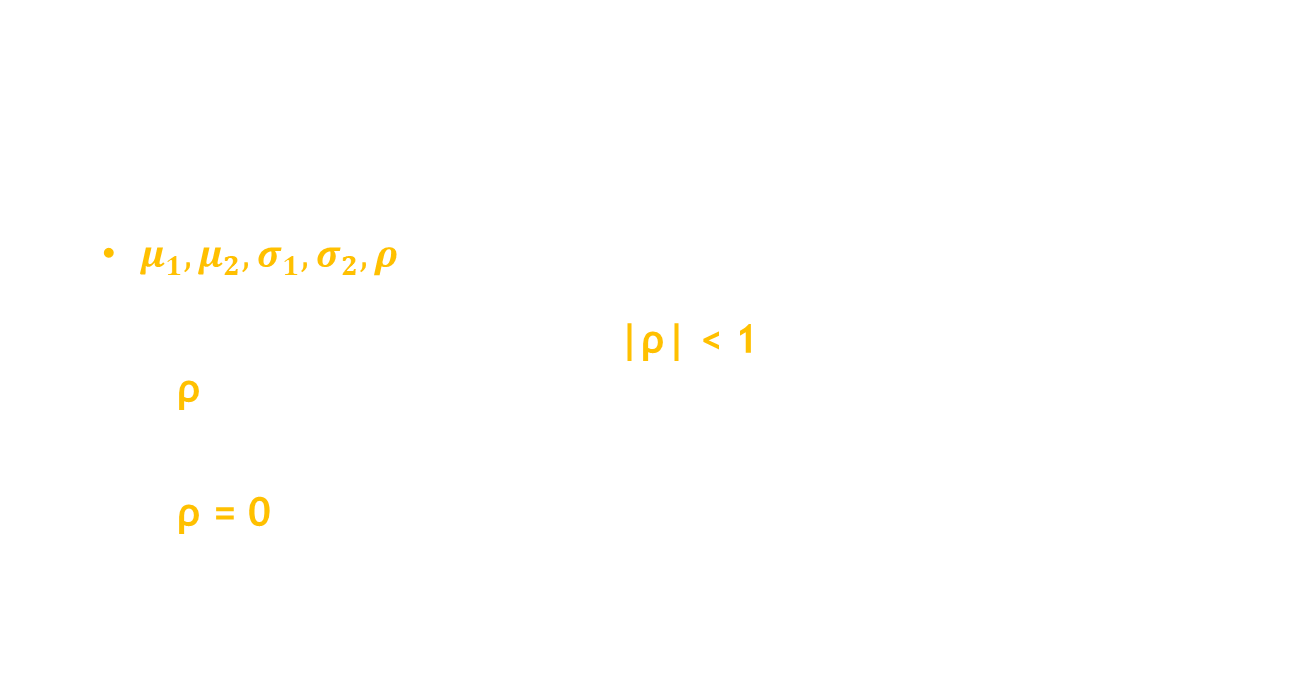 • μ₁, μ₂, σ₁, σ₂, ρ
|ρ| < 1
ρ
ρ = 0